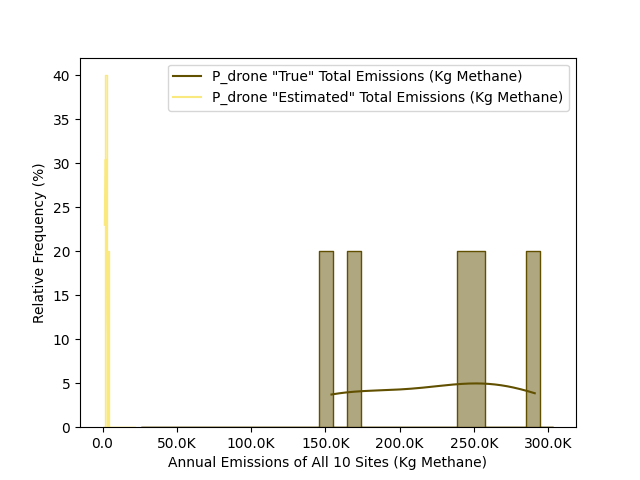 P_drone "True" Total Emissions (Kg Methane)
P_drone "Estimated" Total Emissions (Kg Methane)
Relative Frequency (%)
40
35
30
25
20
15
10
5
0
0.0 50.0K 100.0K 150.0K 200.0K 250.0K 300.0K
Annual Emissions of All 10 Sites (Kg Methane)